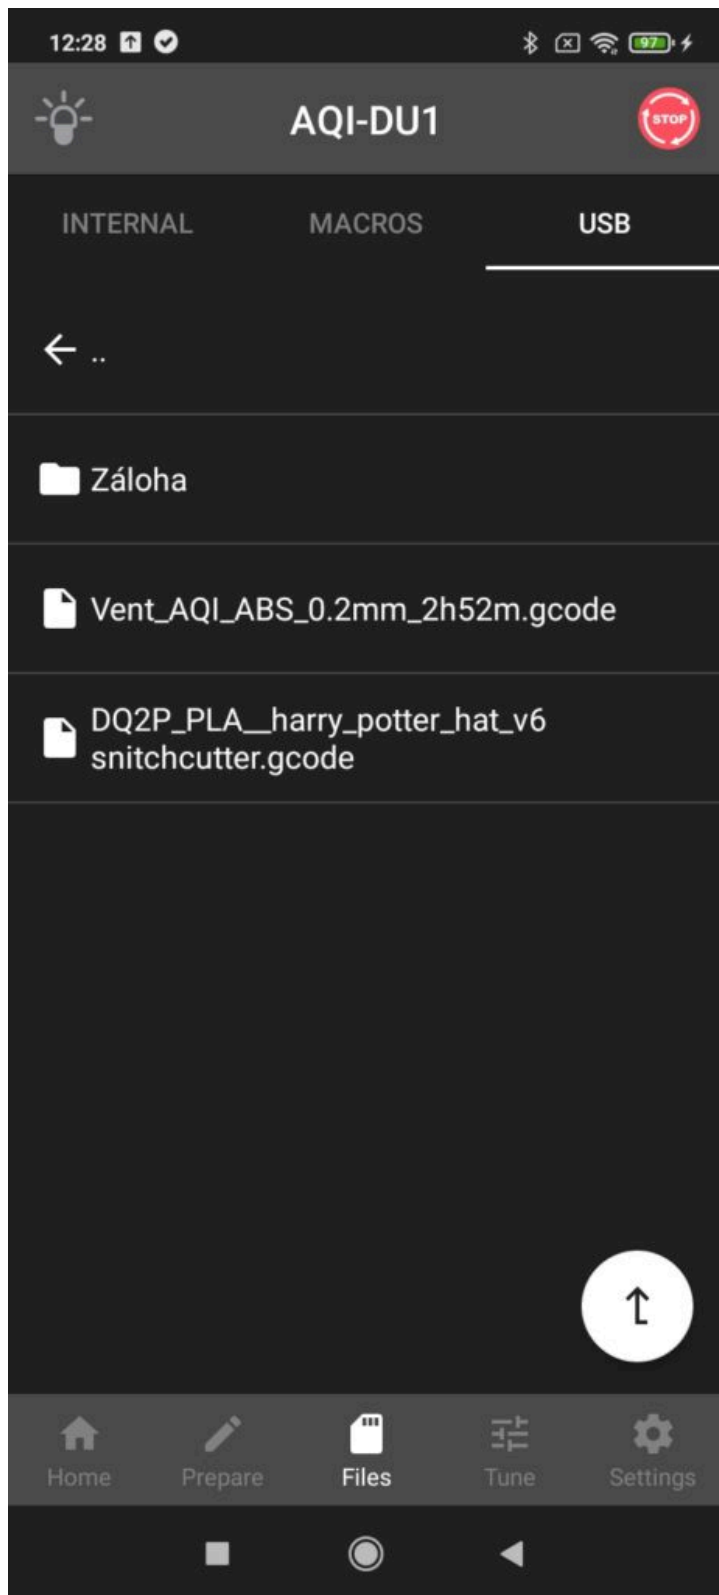 12:28
97
AQI-DU1
STOP
INTERNAL
MACROS
USB
..
Záloha
Vent_AQI_ABS_0.2mm_2h52m.gcode
DQ2P_PLA__harry_potter_hat_v6
snitchcutter.gcode
Home
Prepare
Files
Tune
Settings